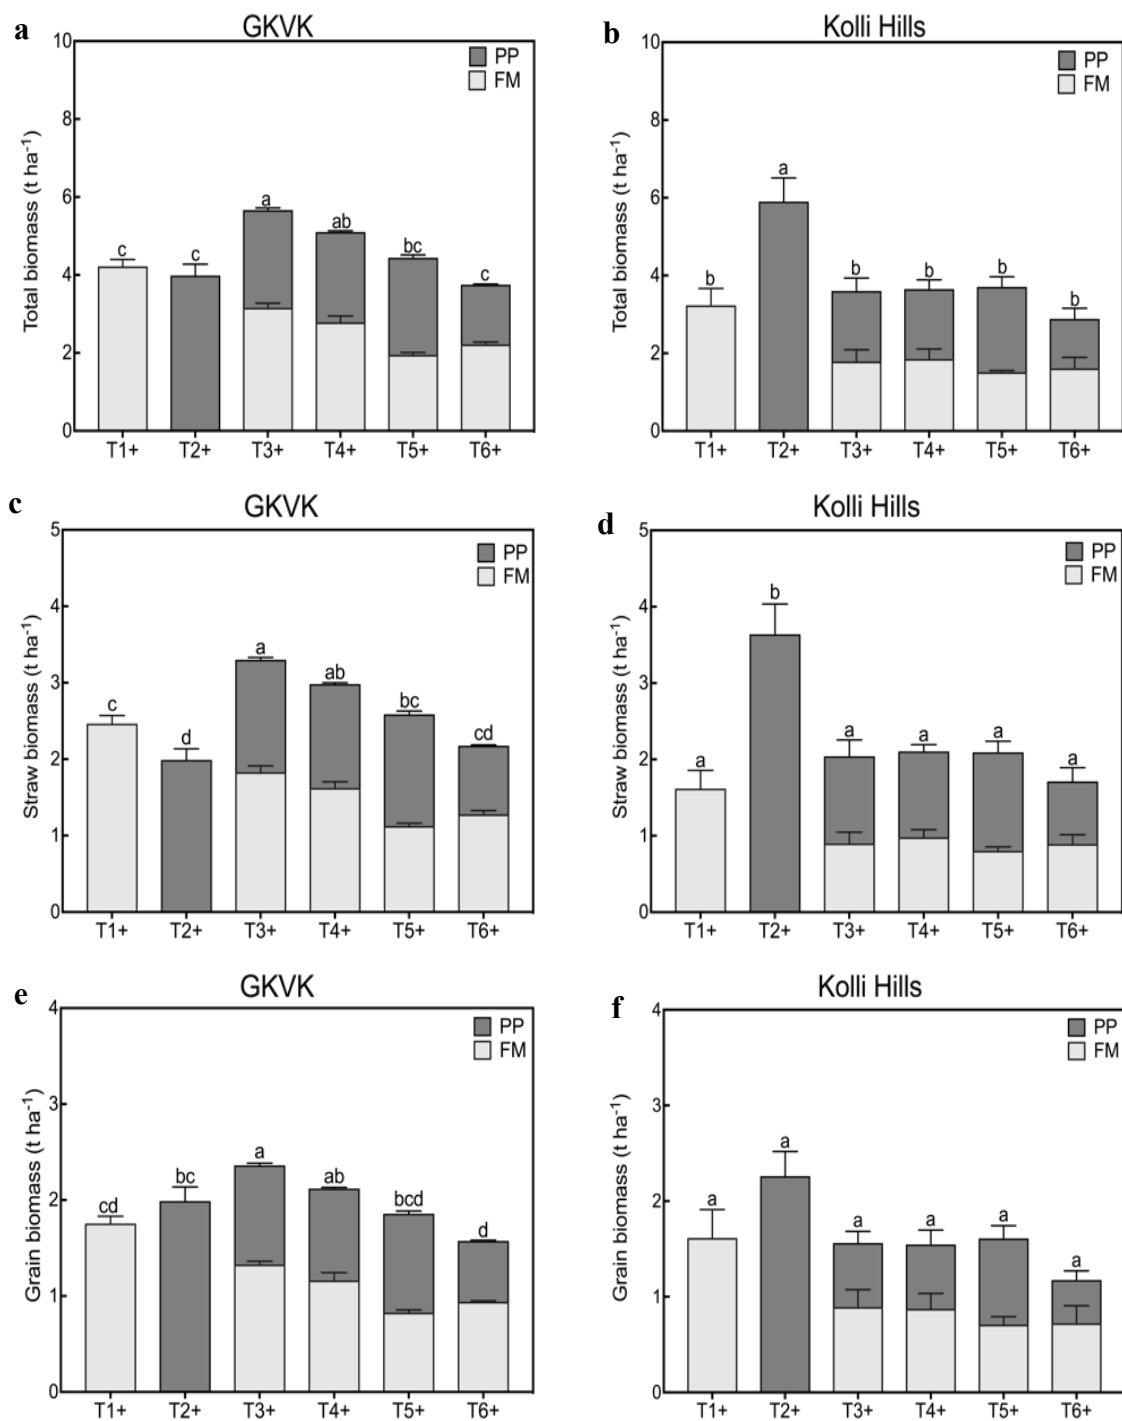 a
GKVK
PP
FM
Total biomass (t ha⁻¹)
10
8
6
4
2
0
c
c
a
ab
bc
c
T1+ T2+ T3+ T4+ T5+ T6+
b
Kolli Hills
PP
FM
Total biomass (t ha⁻¹)
10
8
6
4
2
0
b
a
b
b
b
b
T1+ T2+ T3+ T4+ T5+ T6+
c
GKVK
PP
FM
Straw biomass (t ha⁻¹)
5
4
3
2
1
0
c
d
a
ab
bc
cd
T1+ T2+ T3+ T4+ T5+ T6+
d
Kolli Hills
PP
FM
Straw biomass (t ha⁻¹)
5
4
3
2
1
0
a
b
a
a
a
a
T1+ T2+ T3+ T4+ T5+ T6+
e
GKVK
PP
FM
Grain biomass (t ha⁻¹)
4
3
2
1
0
cd
bc
a
ab
bcd
d
T1+ T2+ T3+ T4+ T5+ T6+
f
Kolli Hills
PP
FM
Grain biomass (t ha⁻¹)
4
3
2
1
0
a
a
a
a
a
a
T1+ T2+ T3+ T4+ T5+ T6+